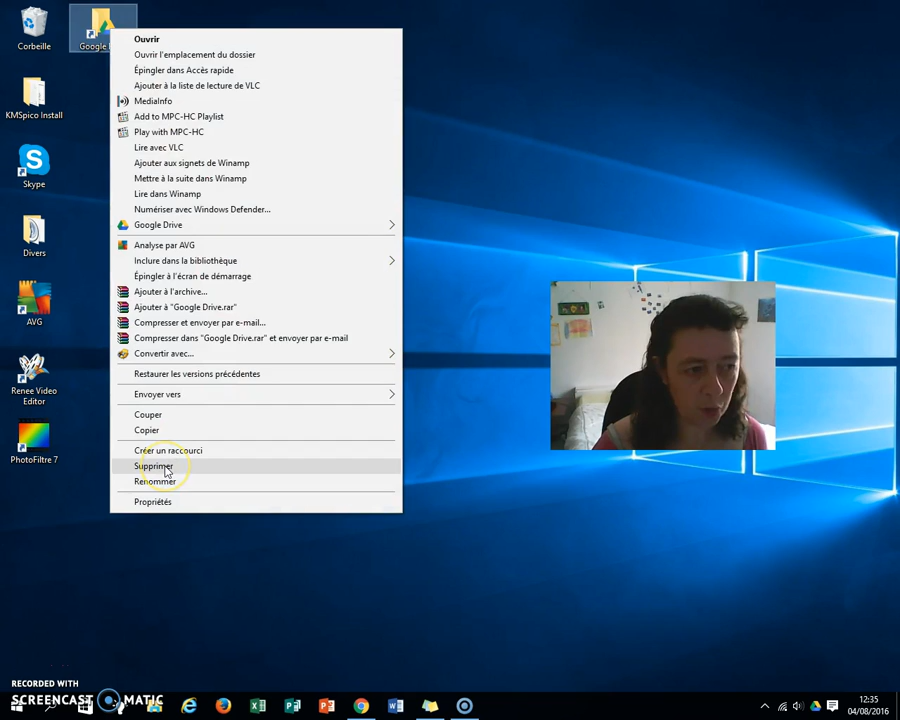 Corbeille
Google
KMSpico Install
Skype
Divers
AVG
Renee Video
Editor
PhotoFiltre 7
Ouvrir
Ouvrir l'emplacement du dossier
Épingler dans Accès rapide
Ajouter à la liste de lecture de VLC
MediaInfo
Add to MPC-HC Playlist
Play with MPC-HC
Lire avec VLC
Ajouter aux signets de Winamp
Mettre à la suite dans Winamp
Lire dans Winamp
Numériser avec Windows Defender...
Google Drive
Analyse par AVG
Inclure dans la bibliothèque
Épingler à l'écran de démarrage
Ajouter à l'archive...
Ajouter à "Google Drive.rar"
Compresser et envoyer par e-mail...
Compresser dans "Google Drive.rar" et envoyer par e-mail
Convertir avec...
Restaurer les versions précédentes
Envoyer vers
Couper
Copier
Créer un raccourci
Supprimer
Renommer
Propriétés
RECORDED WITH
SCREENCAST MATIC
12:35
04/08/2016